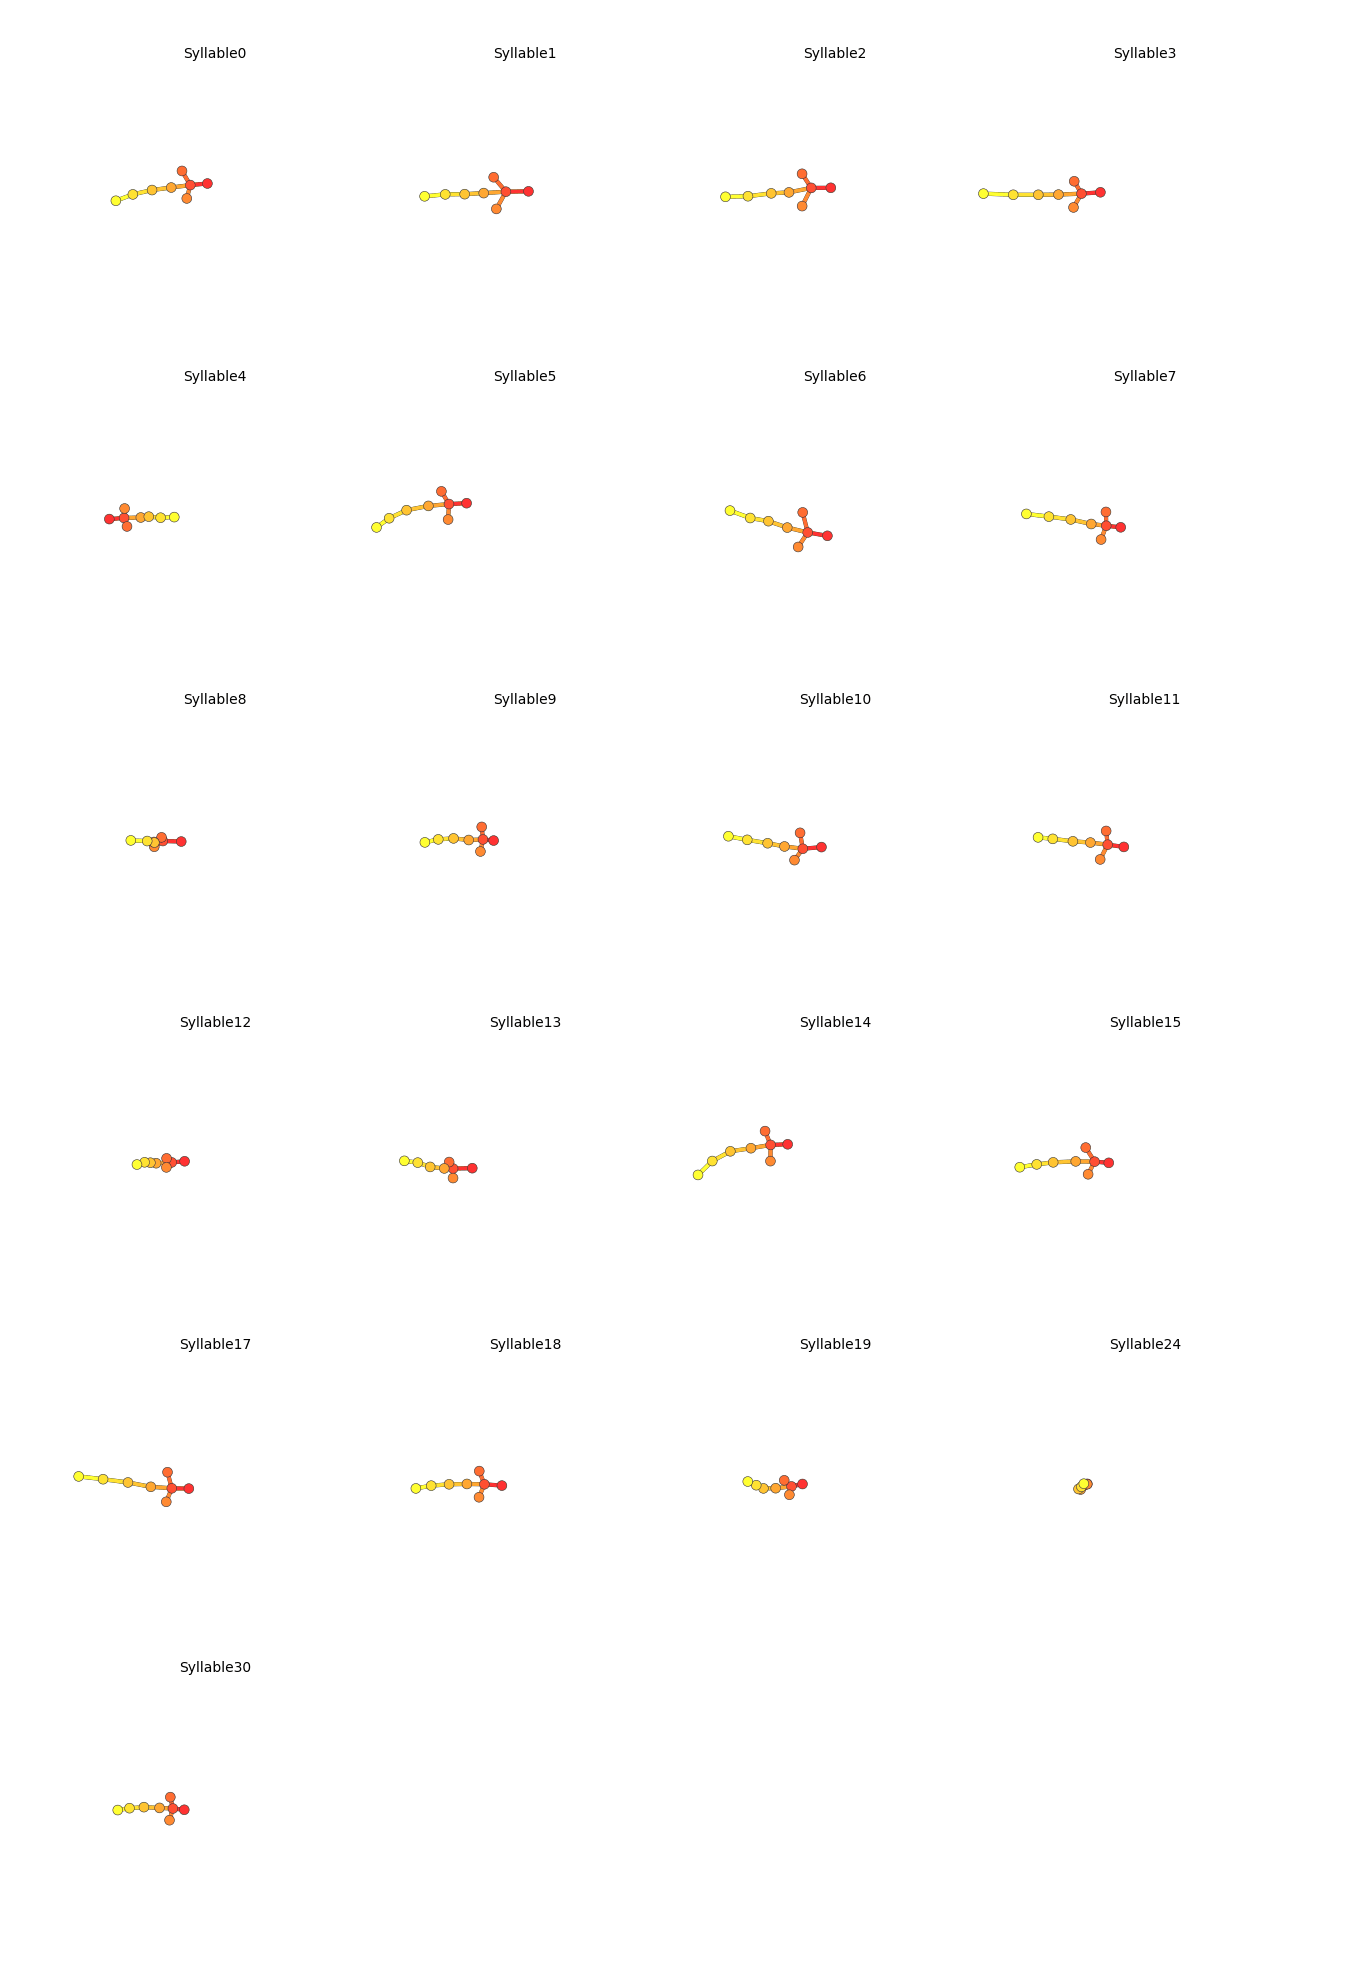 Syllable0 Syllable1 Syllable2 Syllable3
Syllable4 Syllable5 Syllable6 Syllable7
Syllable8 Syllable9 Syllable10 Syllable11
Syllable12 Syllable13 Syllable14 Syllable15
Syllable17 Syllable18 Syllable19 Syllable24
Syllable30